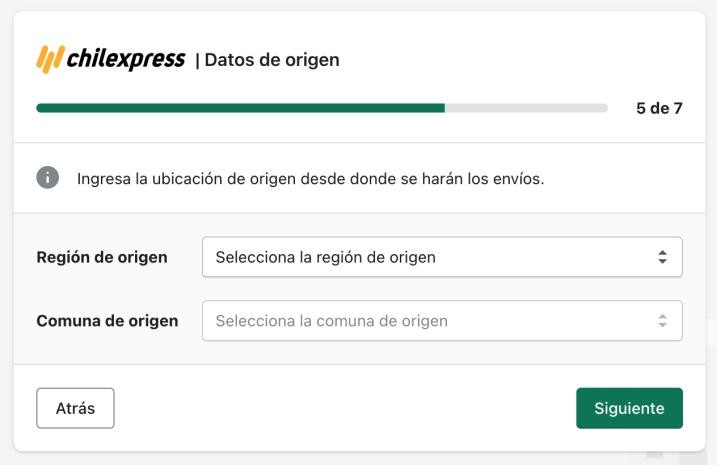 chilexpress | Datos de origen
5 de 7
Ingresa la ubicación de origen desde donde se harán los envíos.
Región de origen Selecciona la región de origen
Comuna de origen Selecciona la comuna de origen
Atrás Siguiente